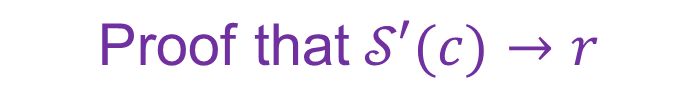 Proof that 𝒮′(𝑐) → 𝑟